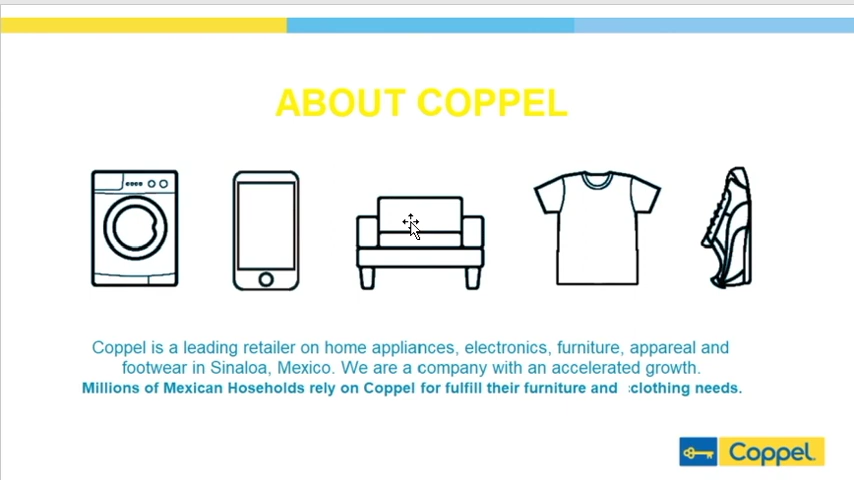 ABOUT COPPEL
Coppel is a leading retailer on home appliances, electronics, furniture, appareal and
footwear in Sinaloa, Mexico. We are a company with an accelerated growth.
Millions of Mexican Hoseholds rely on Coppel for fulfill their furniture and :clothing needs.
Coppel.